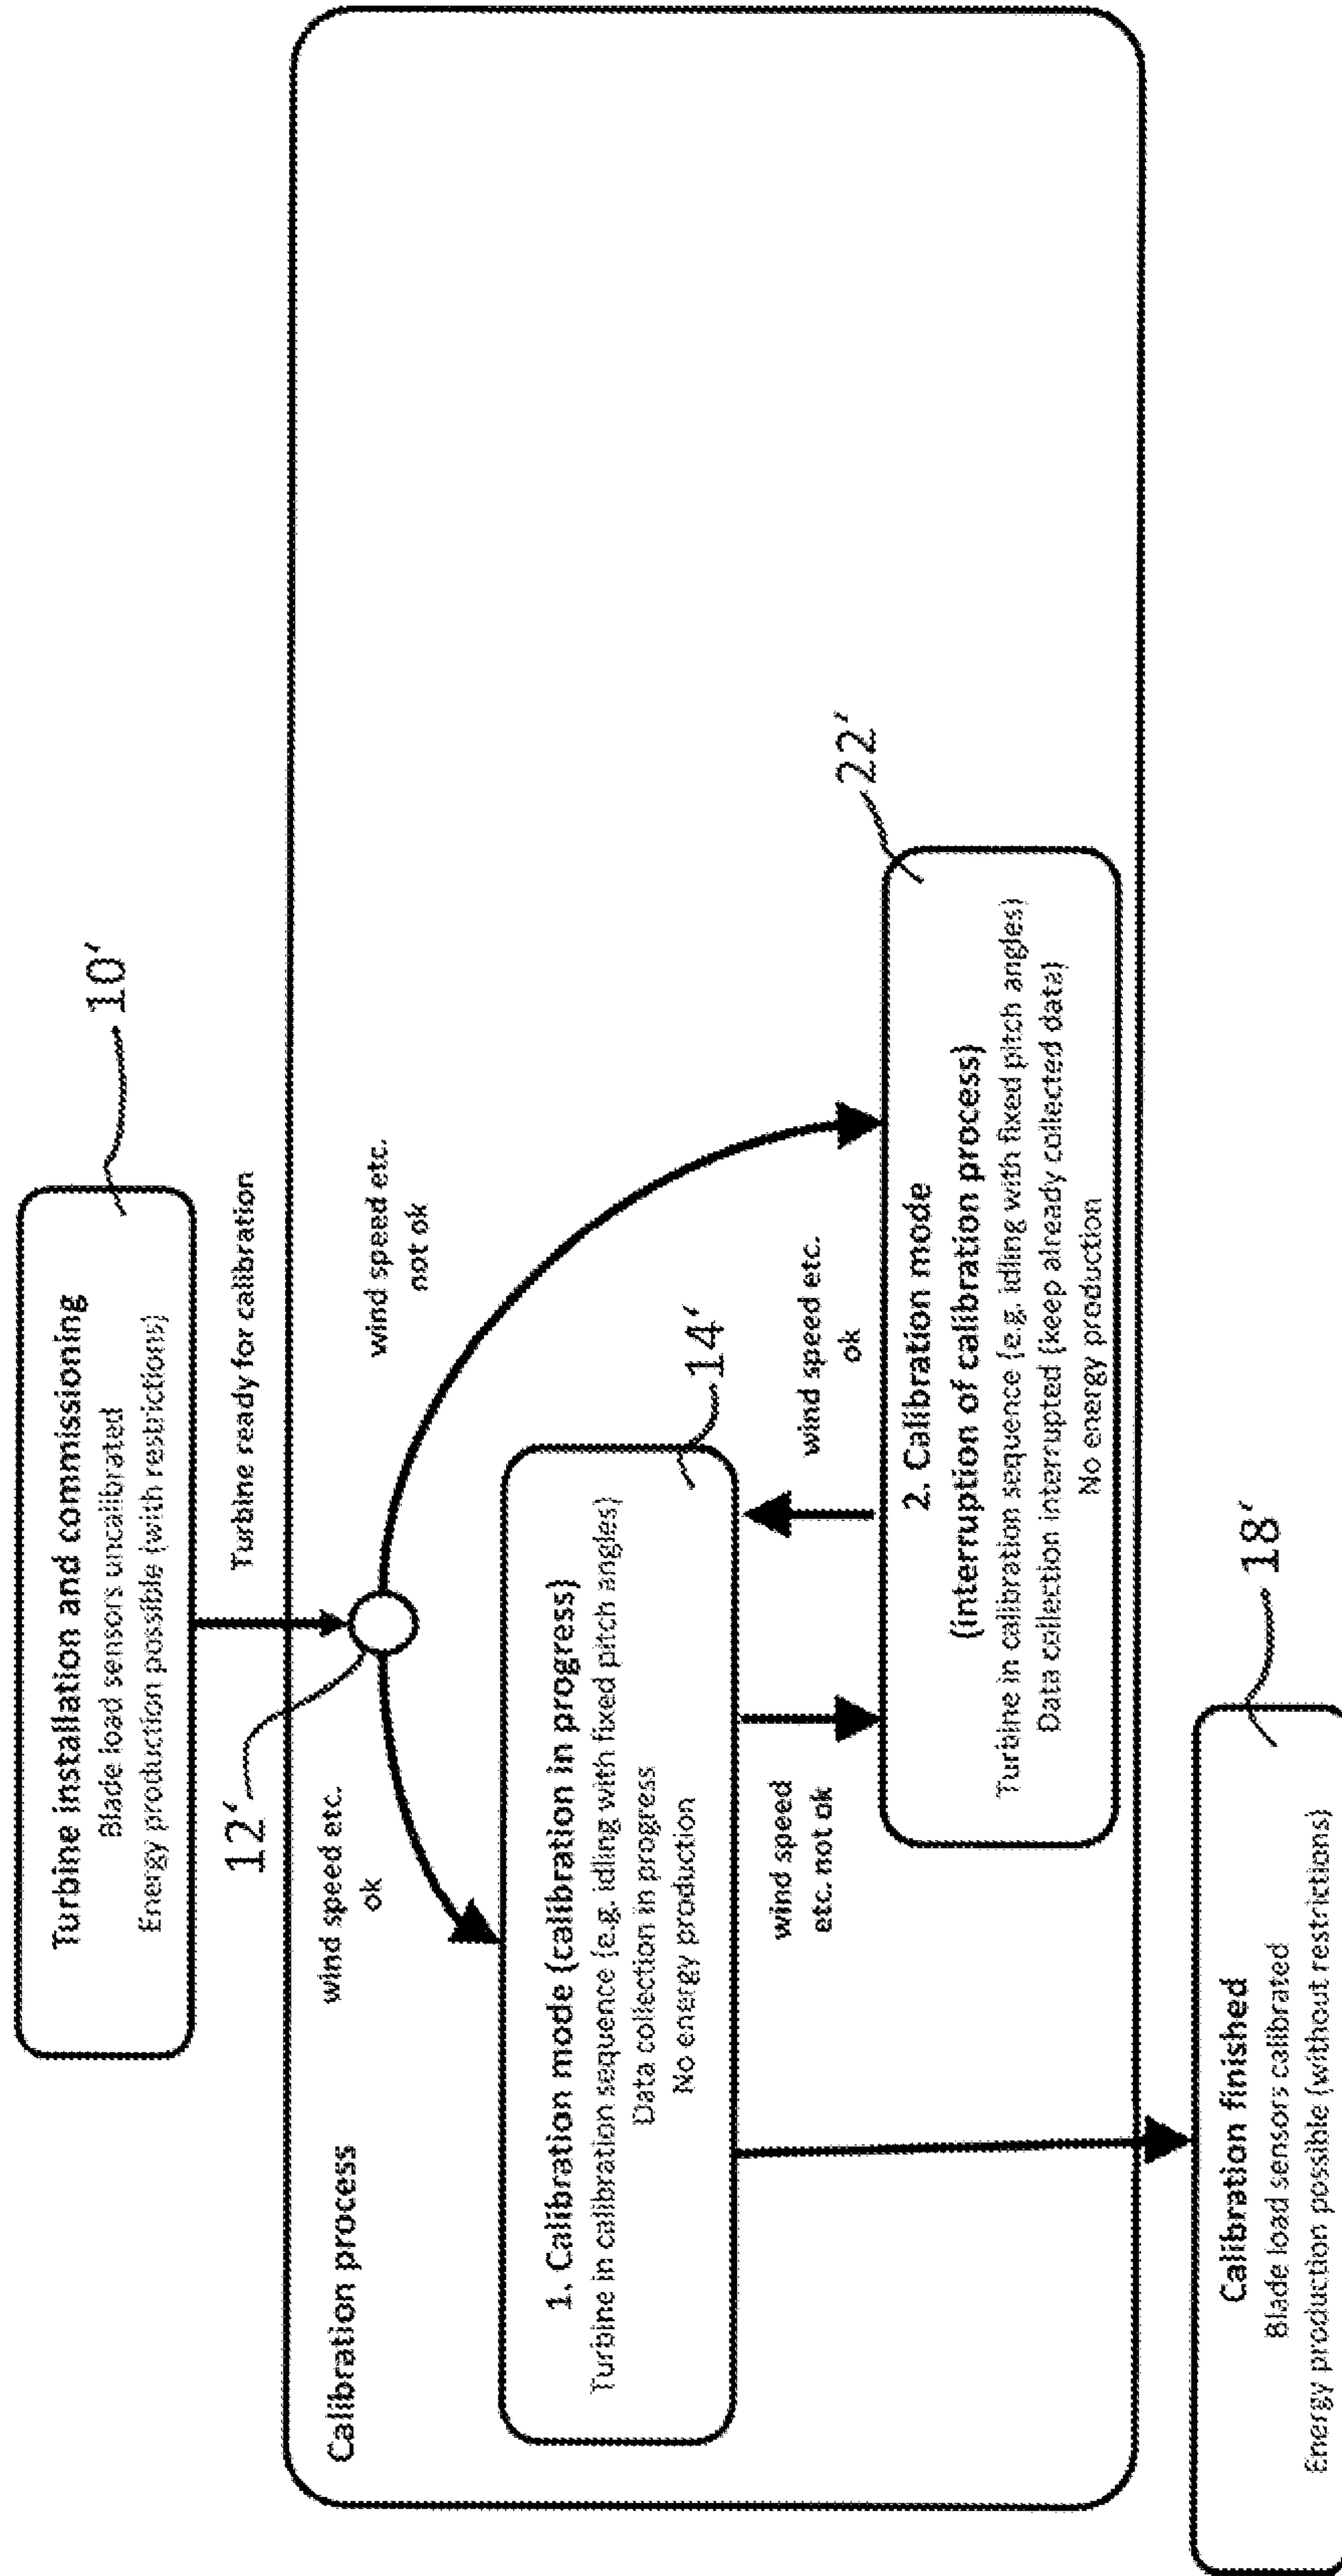 Turbine installation and commissioning
Blade load sensors uncalibrated
Energy production possible (with restrictions)
10‘
Turbine ready for calibration
12‘
Calibration process
wind speed etc.
ok
wind speed etc.
not ok
1. Calibration mode (calibration in progress)
Turbine in calibration sequence (e.g. idling with fixed pitch angles)
Data collection in progress
No energy production
14‘
wind speed
etc. not ok
wind speed etc.
ok
22‘
2. Calibration mode
(interruption of calibration process)
Turbine in calibration sequence (e.g. idling with fixed pitch angles)
Data collection interrupted (keep already collected data)
No energy production
Calibration finished
Blade load sensors calibrated
Energy production possible (without restrictions)
18‘